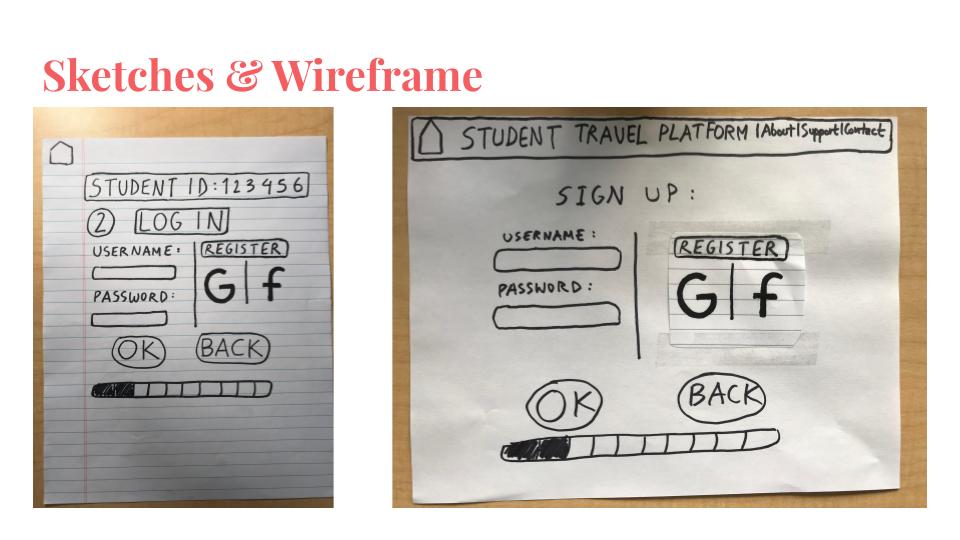 Sketches & Wireframe
STUDENT ID:123456
2 LOG IN
USERNAME:
REGISTER
G|f
PASSWORD:
OK
BACK
STUDENT TRAVEL PLATFORM |About|Support|Contact
SIGN UP:
USERNAME:
REGISTER
PASSWORD:
G|f
OK
BACK